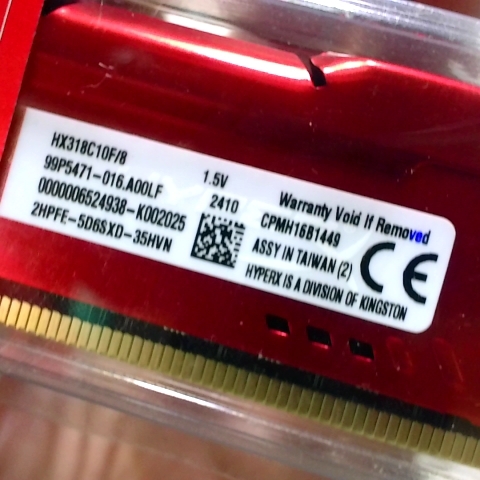 HX318C10F/8
99P5471-016.A00LF
0000006524938-K002025
2HPFE-5D6SXD-35HVN
1.5V
2410
Warranty Void If Removed
CPMH16B1449
ASSY IN TAIWAN (2)
HYPERX IS A DIVISION OF KINGSTON
CE